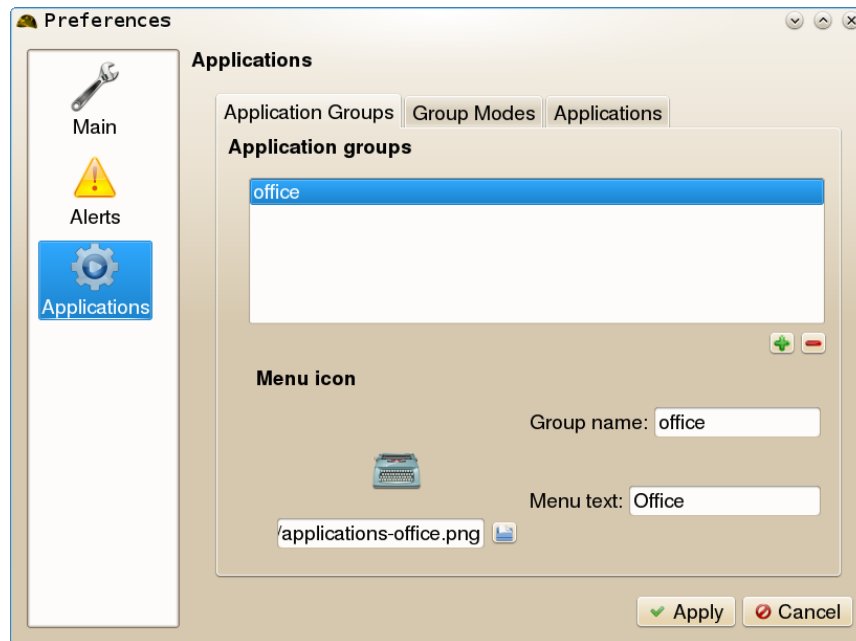 Preferences
Main
Alerts
Applications
Applications
Application Groups
Group Modes
Applications
Application groups
office
Menu icon
Group name: office
Menu text: Office
/applications-office.png
Apply
Cancel